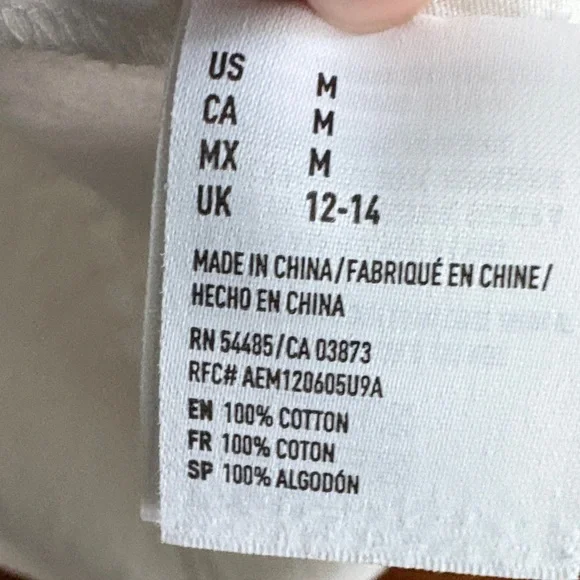 US M
CA M
MX M
UK 12-14
MADE IN CHINA/FABRIQUÉ EN CHINE/
HECHO EN CHINA
RN 54485/CA 03873
RFC# AEM120605U9A
EN 100% COTTON
FR 100% COTON
SP 100% ALGODÓN